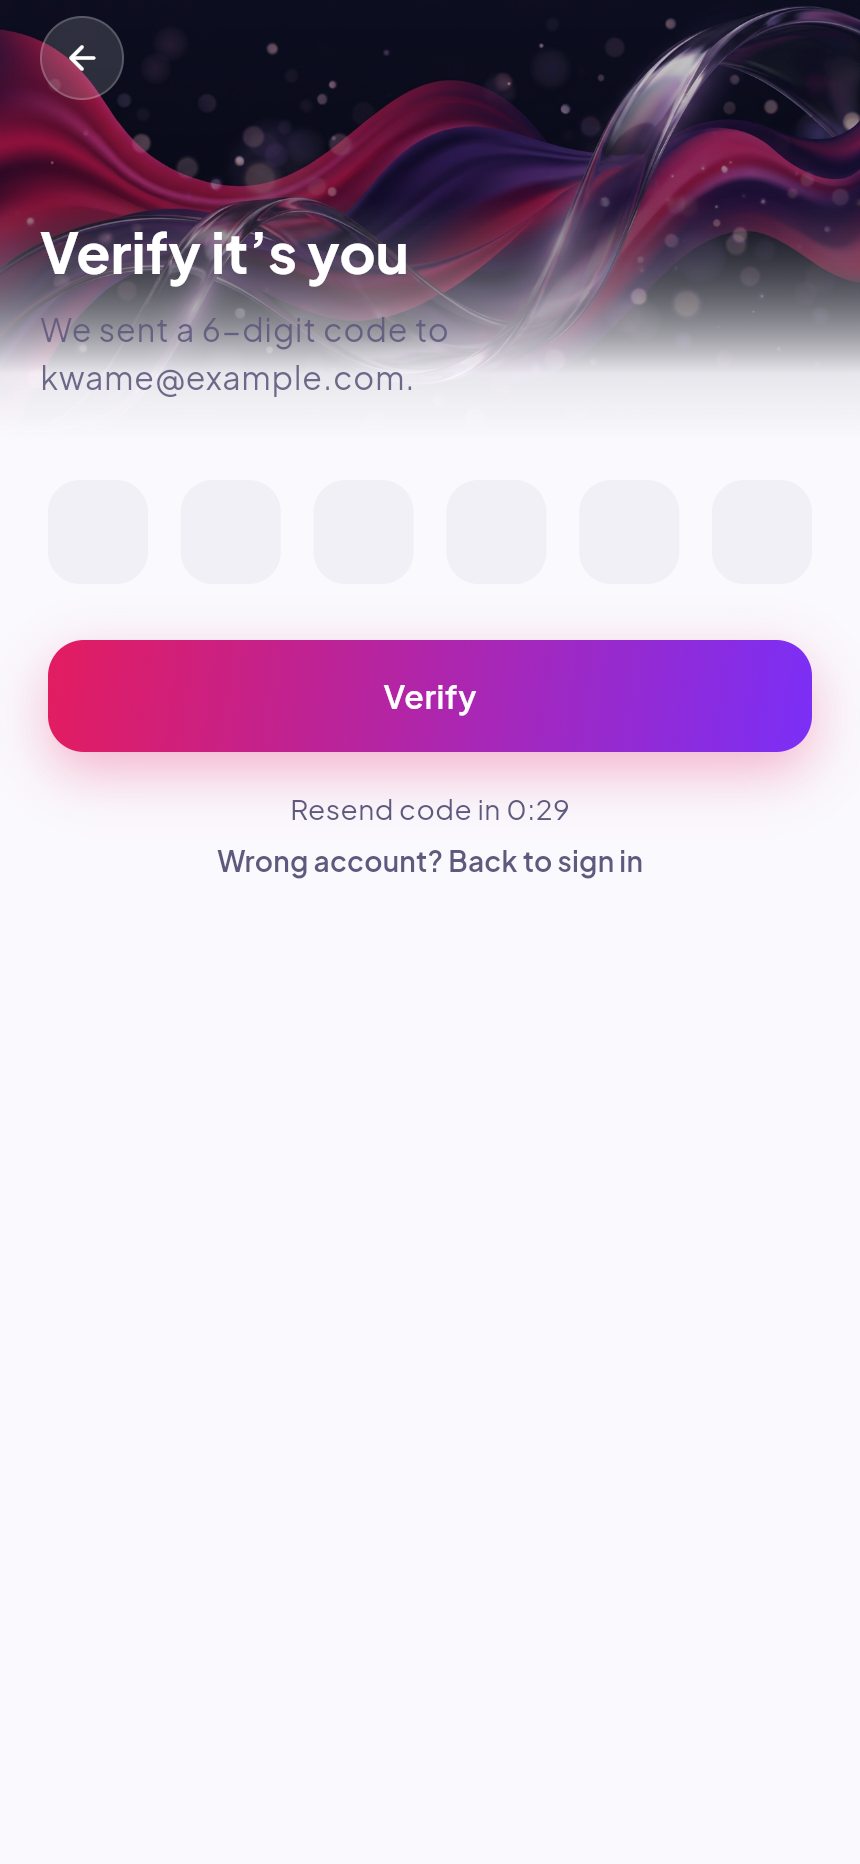 Verify it’s you
We sent a 6-digit code to
kwame@example.com.
Verify
Resend code in 0:29
Wrong account? Back to sign in